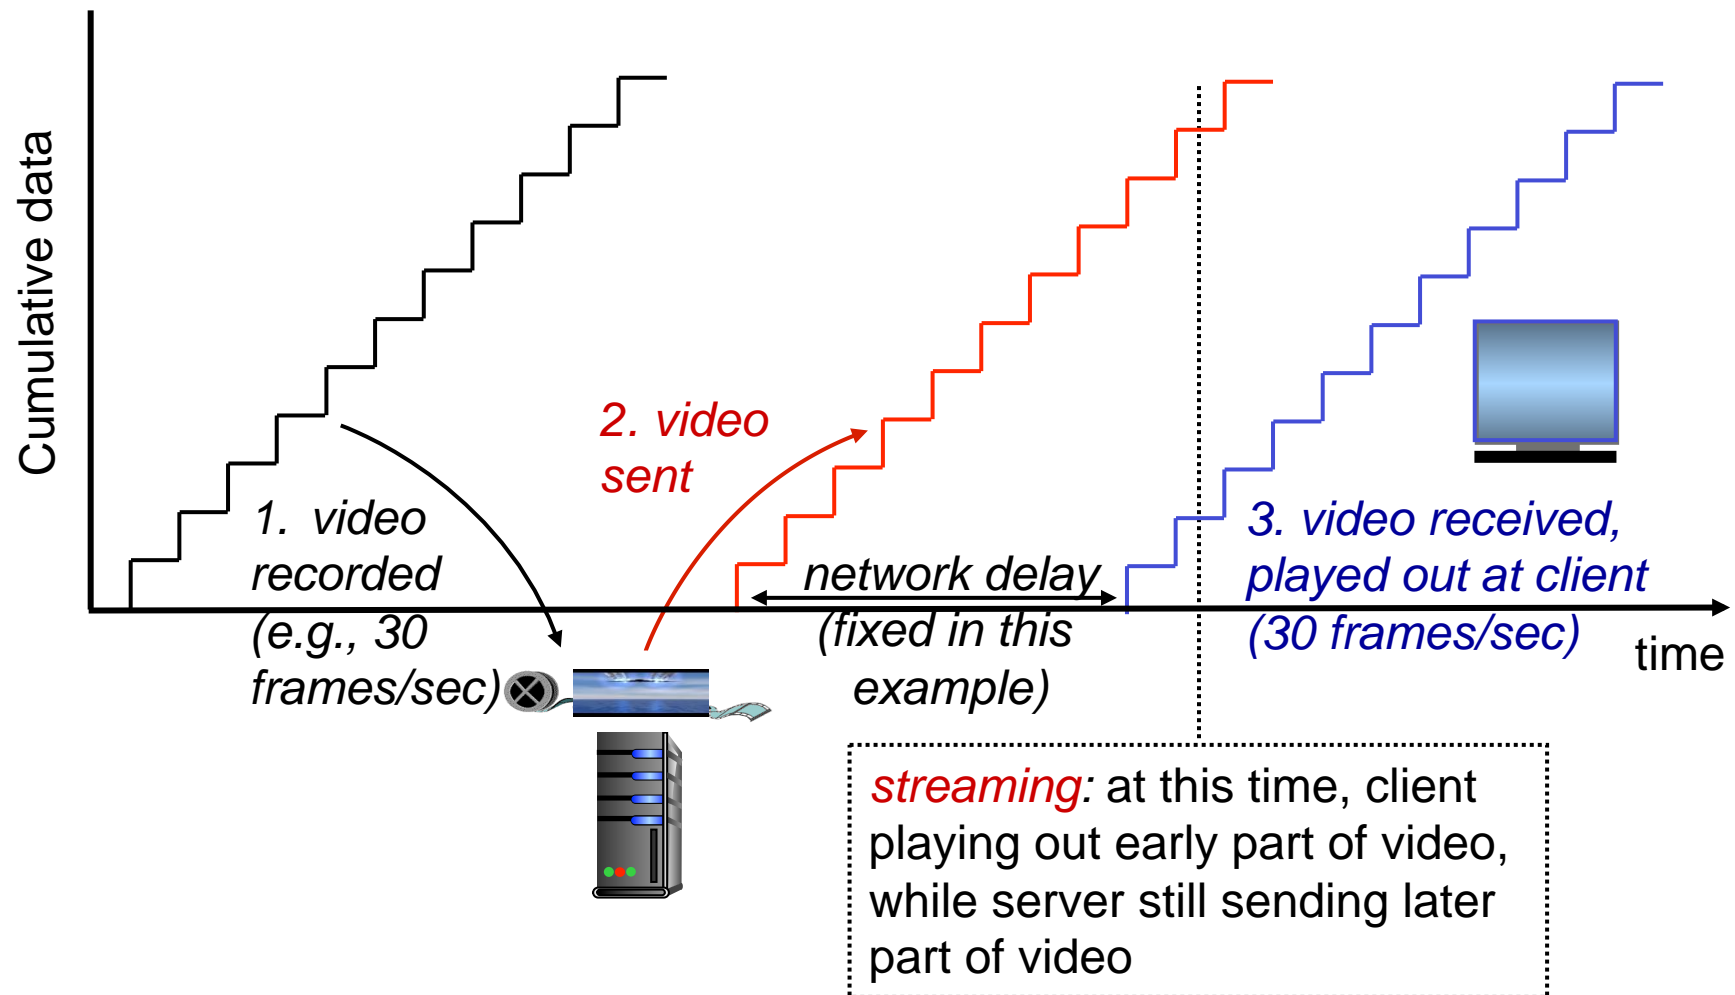 Cumulative data
1. video
recorded
(e.g., 30
frames/sec)
2. video
sent
network delay
(fixed in this
example)
3. video received,
played out at client
(30 frames/sec)
time
streaming: at this time, client
playing out early part of video,
while server still sending later
part of video